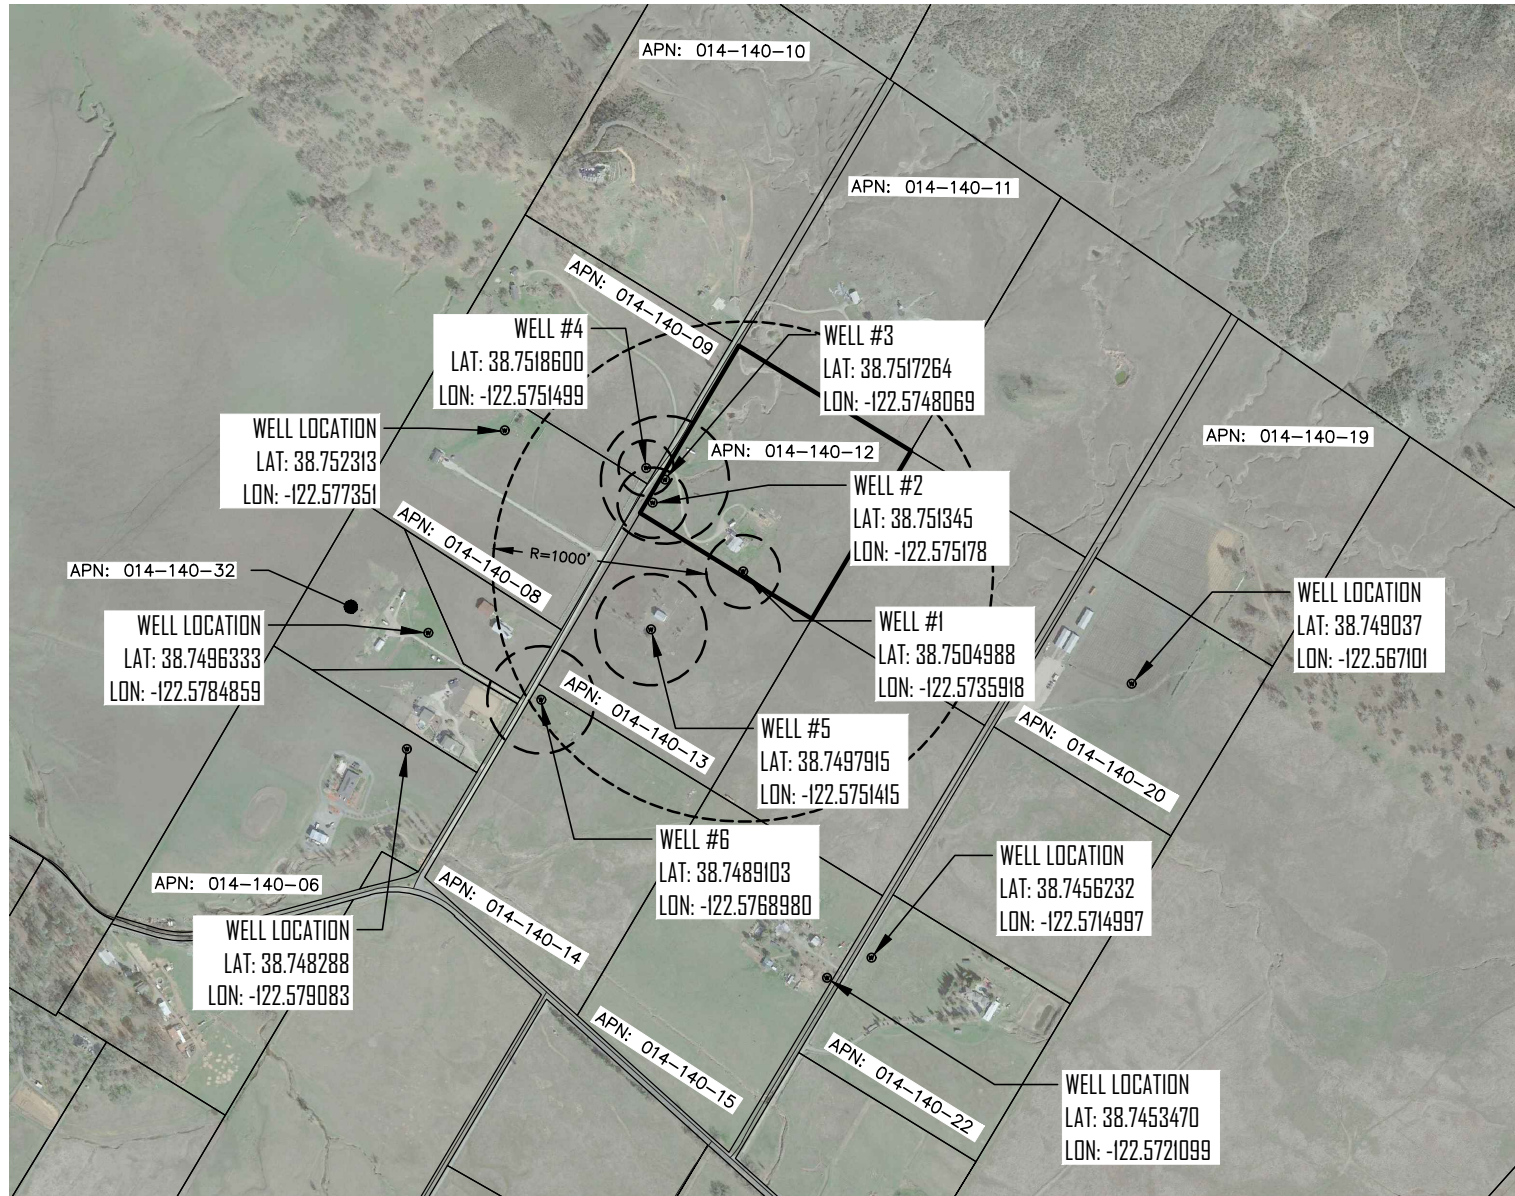 APN: 014-140-10
APN: 014-140-11
APN: 014-140-09
WELL #4
LAT: 38.7518600
LON: -122.5751499
WELL #3
LAT: 38.7517264
LON: -122.5748069
WELL LOCATION
LAT: 38.752313
LON: -122.577351
APN: 014-140-12
APN: 014-140-19
WELL #2
LAT: 38.751345
LON: -122.575178
APN: 014-140-08
R=1000'
APN: 014-140-32
WELL LOCATION
LAT: 38.7496333
LON: -122.5784859
WELL #1
LAT: 38.7504988
LON: -122.5735918
WELL LOCATION
LAT: 38.749037
LON: -122.567101
APN: 014-140-13
WELL #5
LAT: 38.7497915
LON: -122.5751415
APN: 014-140-20
WELL #6
LAT: 38.7489103
LON: -122.5768980
WELL LOCATION
LAT: 38.7456232
LON: -122.5714997
APN: 014-140-06
APN: 014-140-14
WELL LOCATION
LAT: 38.748288
LON: -122.579083
APN: 014-140-15
APN: 014-140-22
WELL LOCATION
LAT: 38.7453470
LON: -122.5721099